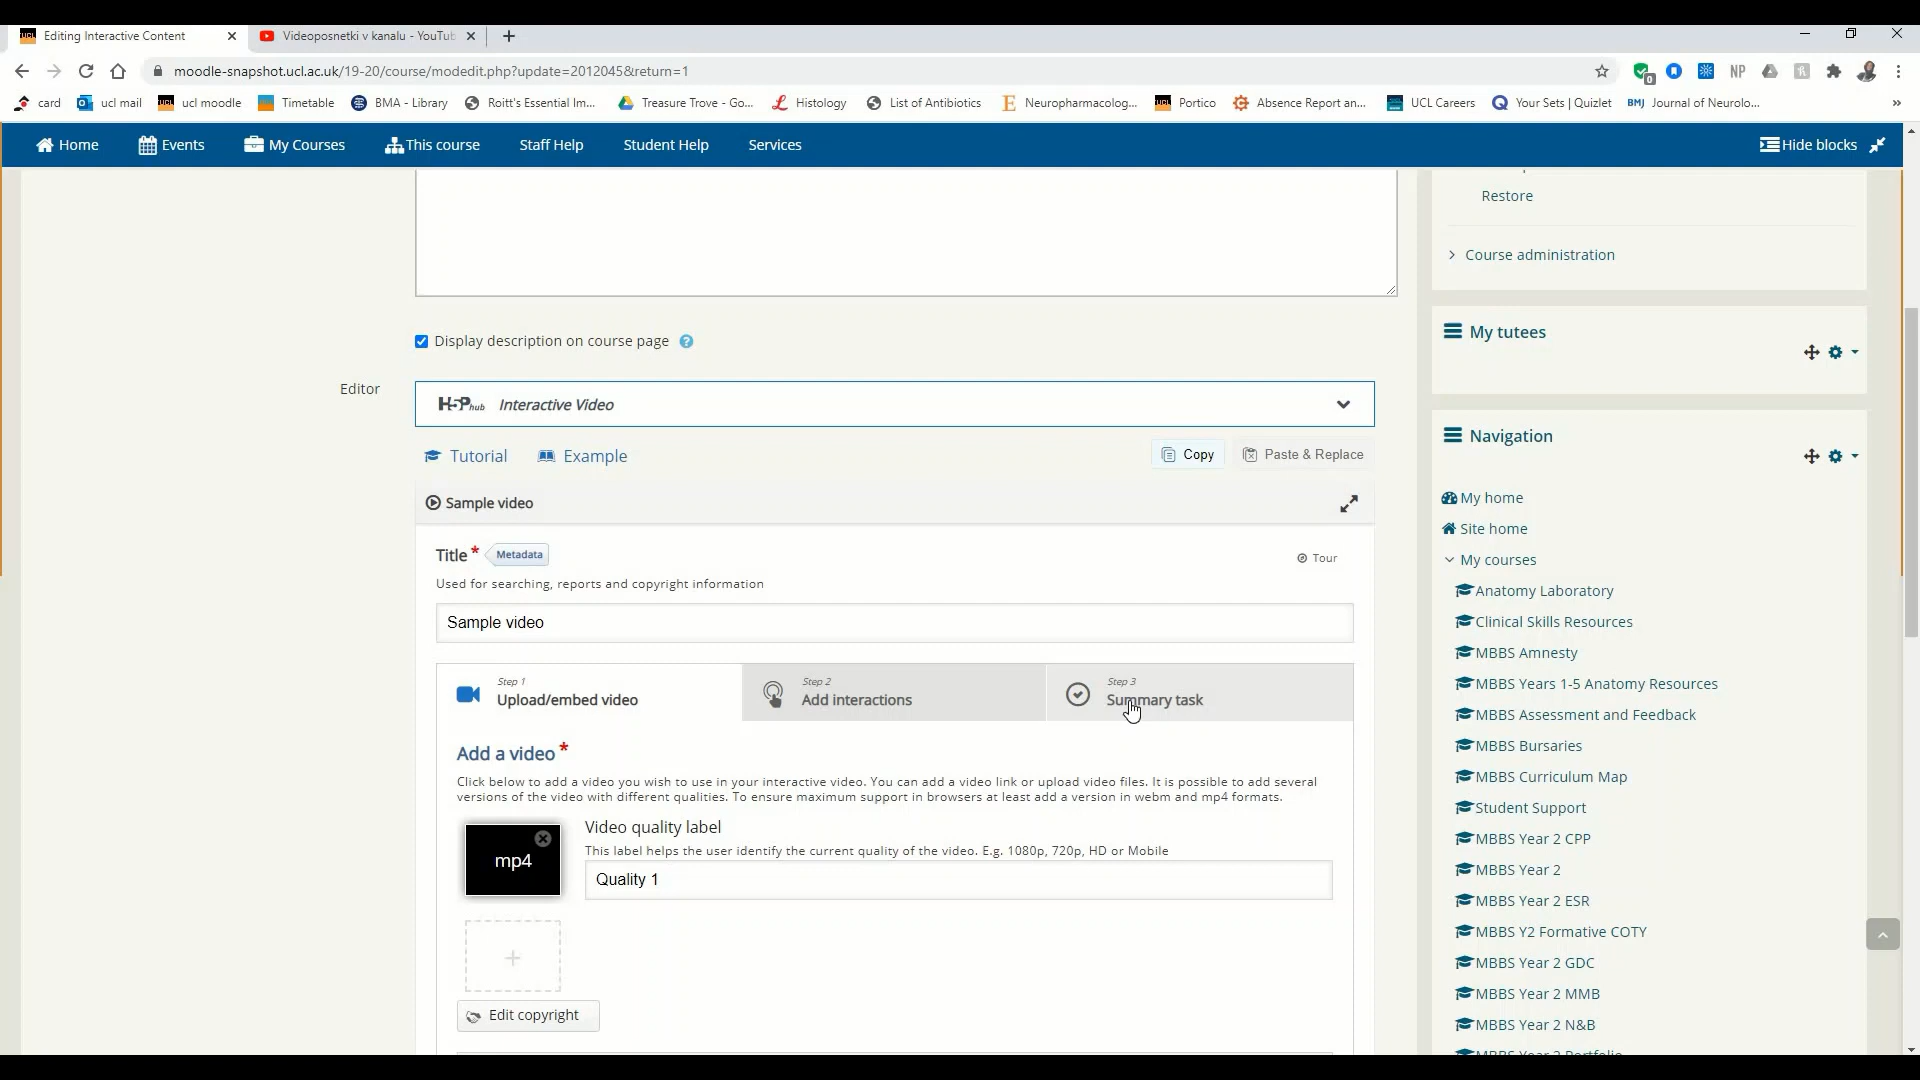 Editing Interactive Content
Videoposnetki v kanalu - YouTub
moodle-snapshot.ucl.ac.uk/19-20/course/modedit.php?update=2012045&return=1
card
ucl mail
ucl moodle
Timetable
BMA - Library
Roitt's Essential Im...
Treasure Trove - Go...
Histology
List of Antibiotics
Neuropharmacolog...
Portico
Absence Report an...
UCL Careers
Your Sets | Quizlet
BMJ Journal of Neurolo...
Home
Events
My Courses
This course
Staff Help
Student Help
Services
Hide blocks
Restore
Course administration
Display description on course page
My tutees
Editor
H5P hub Interactive Video
Tutorial
Example
Copy
Paste & Replace
Navigation
Sample video
Title *
Metadata
Tour
Used for searching, reports and copyright information
Sample video
Step 1
Upload/embed video
Step 2
Add interactions
Step 3
Summary task
Add a video *
Click below to add a video you wish to use in your interactive video. You can add a video link or upload video files. It is possible to add several
versions of the video with different qualities. To ensure maximum support in browsers at least add a version in webm and mp4 formats.
mp4
Video quality label
This label helps the user identify the current quality of the video. E.g. 1080p, 720p, HD or Mobile
Quality 1
Edit copyright
My home
Site home
My courses
Anatomy Laboratory
Clinical Skills Resources
MBBS Amnesty
MBBS Years 1-5 Anatomy Resources
MBBS Assessment and Feedback
MBBS Bursaries
MBBS Curriculum Map
Student Support
MBBS Year 2 CPP
MBBS Year 2
MBBS Year 2 ESR
MBBS Y2 Formative COTY
MBBS Year 2 GDC
MBBS Year 2 MMB
MBBS Year 2 N&B
MBBS Year 2 Portfolio